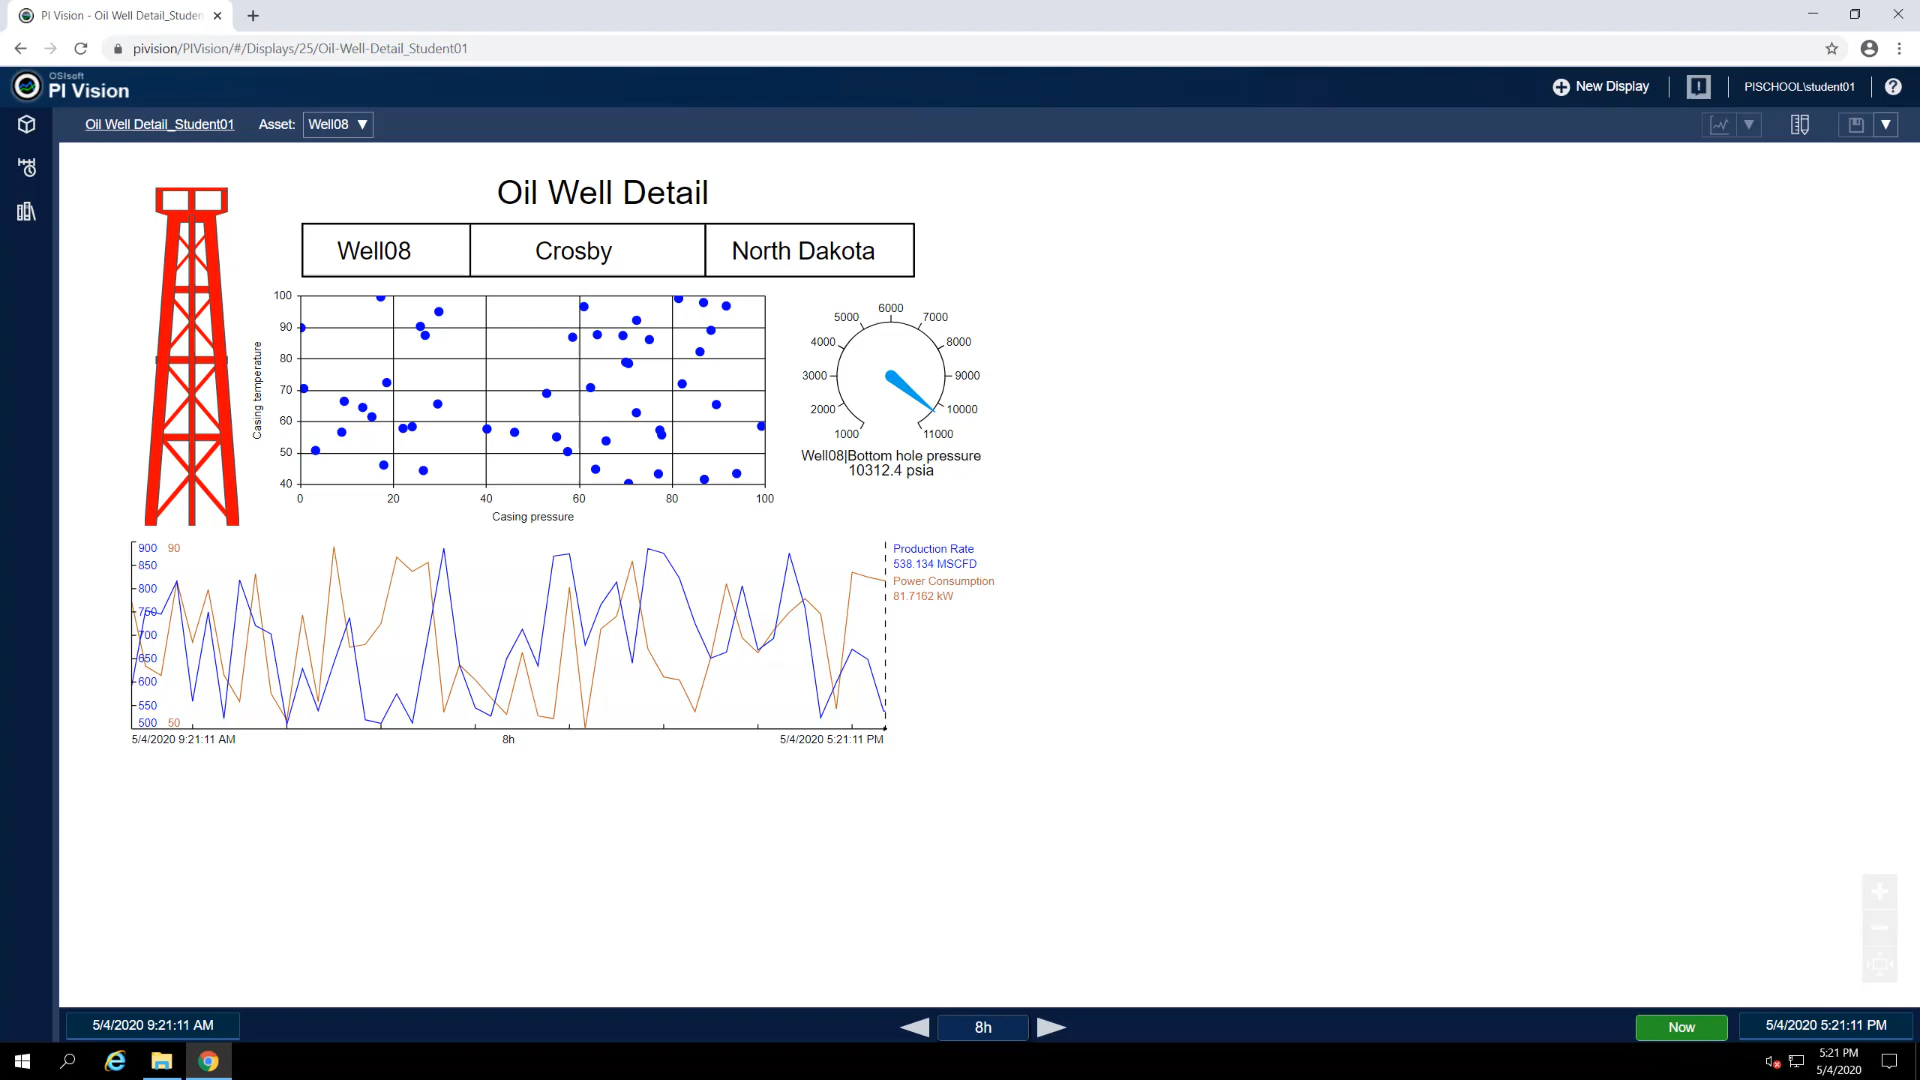 PI Vision - Oil Well Detail_Studen
pivision/PIVision/#/Displays/25/Oil-Well-Detail_Student01
OSIsoft
PI Vision
New Display
PISCHOOL\student01
Oil Well Detail_Student01 Asset: Well08
Oil Well Detail
Well08 Crosby North Dakota
100
90
80
70
60
50
40
Casing temperature
0 20 40 60 80 100
Casing pressure
6000
5000 7000
4000 8000
3000 9000
2000 10000
1000 11000
Well08|Bottom hole pressure
10312.4 psia
900 90
850
800
750
700
650
600
550
500 50
Production Rate
538.134 MSCFD
Power Consumption
81.7162 kW
5/4/2020 9:21:11 AM 8h 5/4/2020 5:21:11 PM
5/4/2020 9:21:11 AM 8h Now 5/4/2020 5:21:11 PM
5:21 PM
5/4/2020